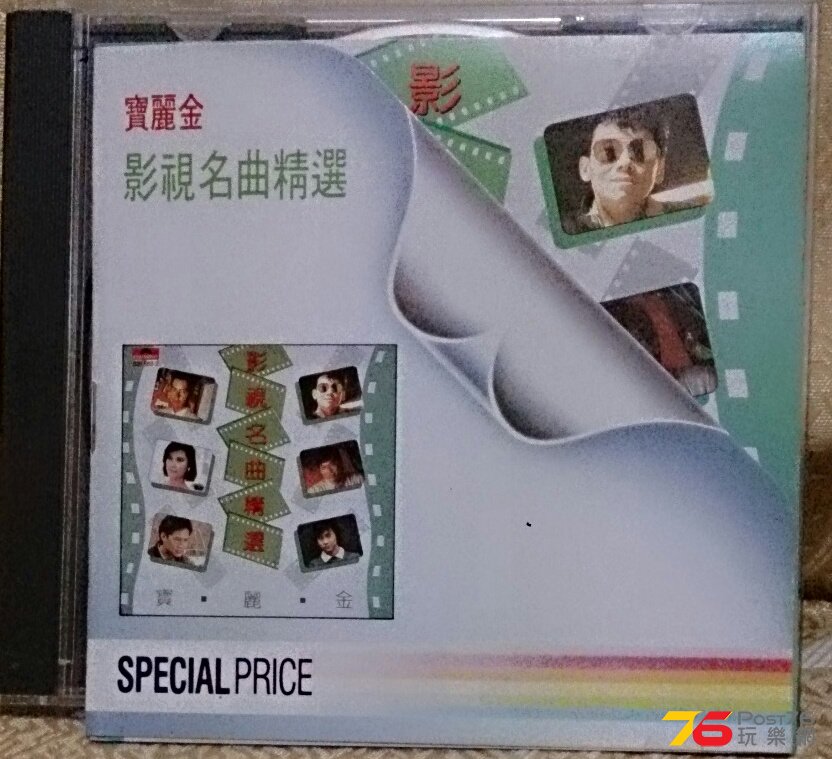 寶麗金
影視名曲精選
影
影
視
名
曲
精
選
寶・麗・金
SPECIAL PRICE
76 POST 76
玩樂